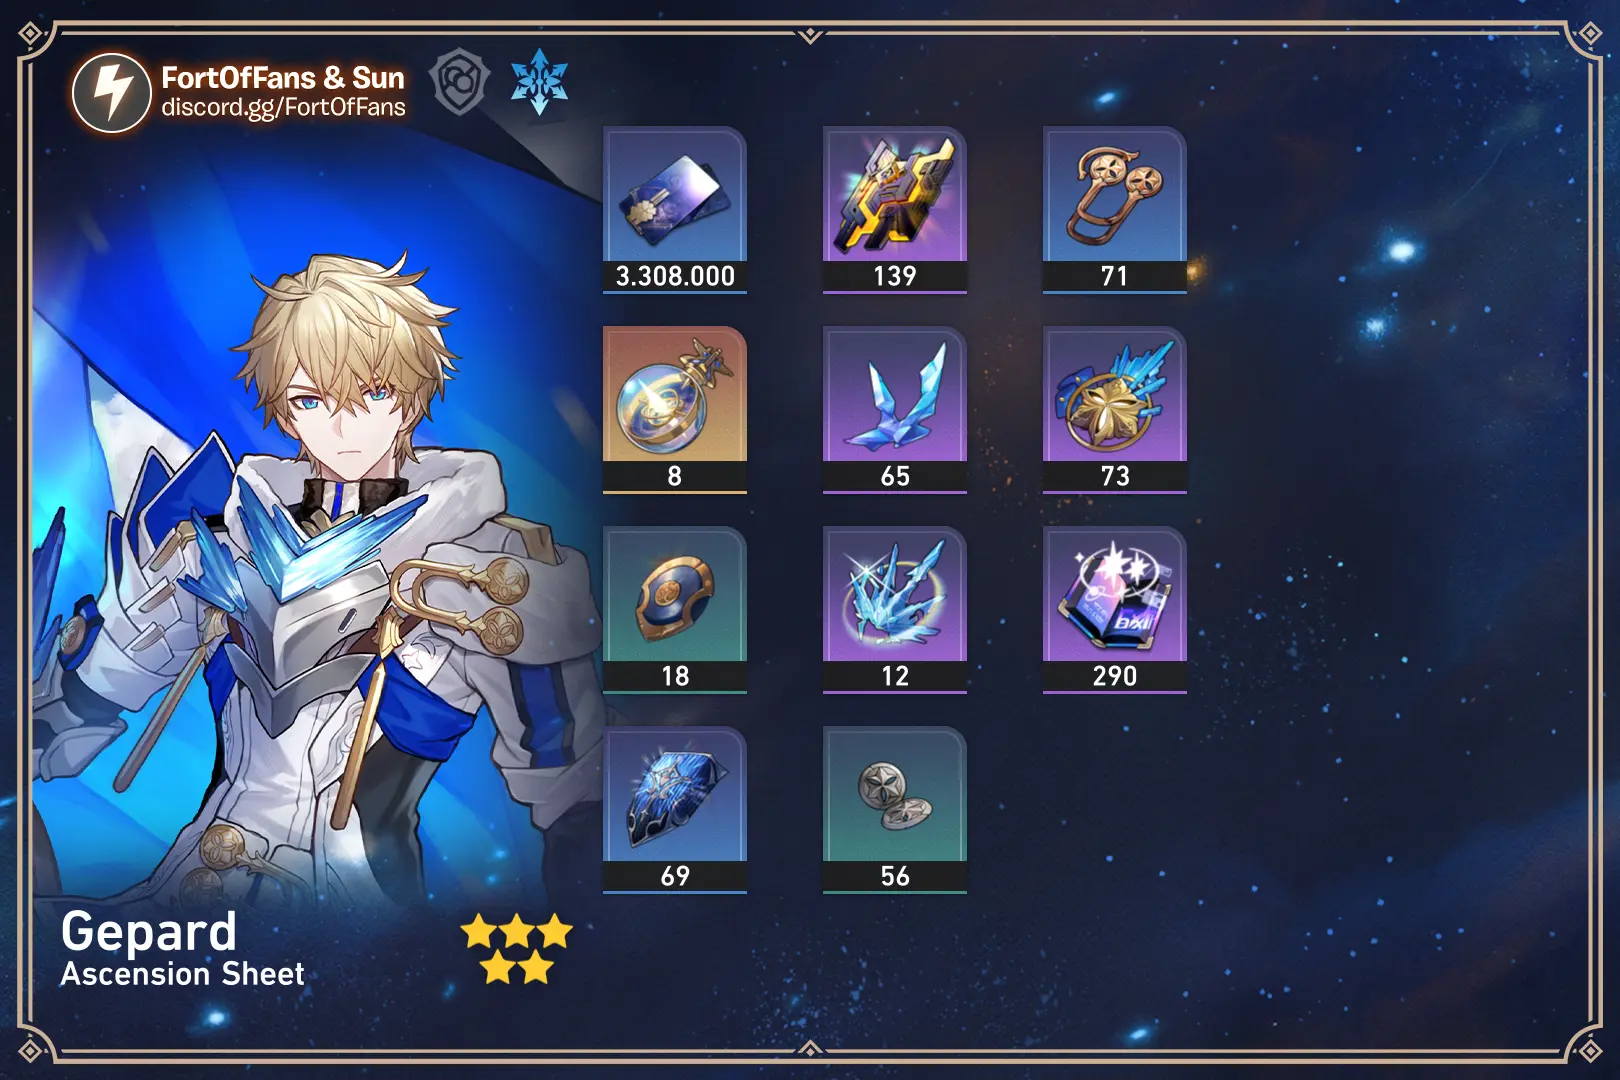 FortOfFans & Sun
discord.gg/FortOfFans
3.308.000
139
71
8
65
73
18
12
290
69
56
Gepard
Ascension Sheet